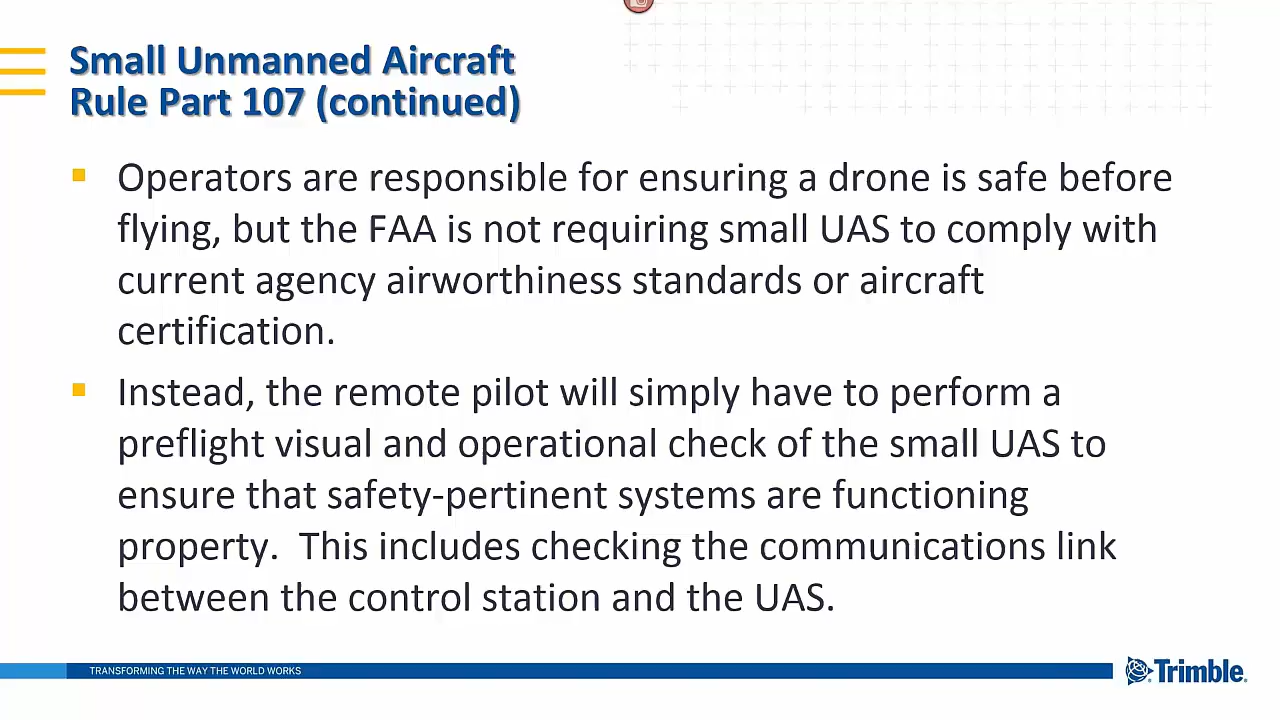 Small Unmanned Aircraft
Rule Part 107 (continued)
Operators are responsible for ensuring a drone is safe before
flying, but the FAA is not requiring small UAS to comply with
current agency airworthiness standards or aircraft
certification.
Instead, the remote pilot will simply have to perform a
preflight visual and operational check of the small UAS to
ensure that safety-pertinent systems are functioning
property.  This includes checking the communications link
between the control station and the UAS.
TRANSFORMING THE WAY THE WORLD WORKS
Trimble